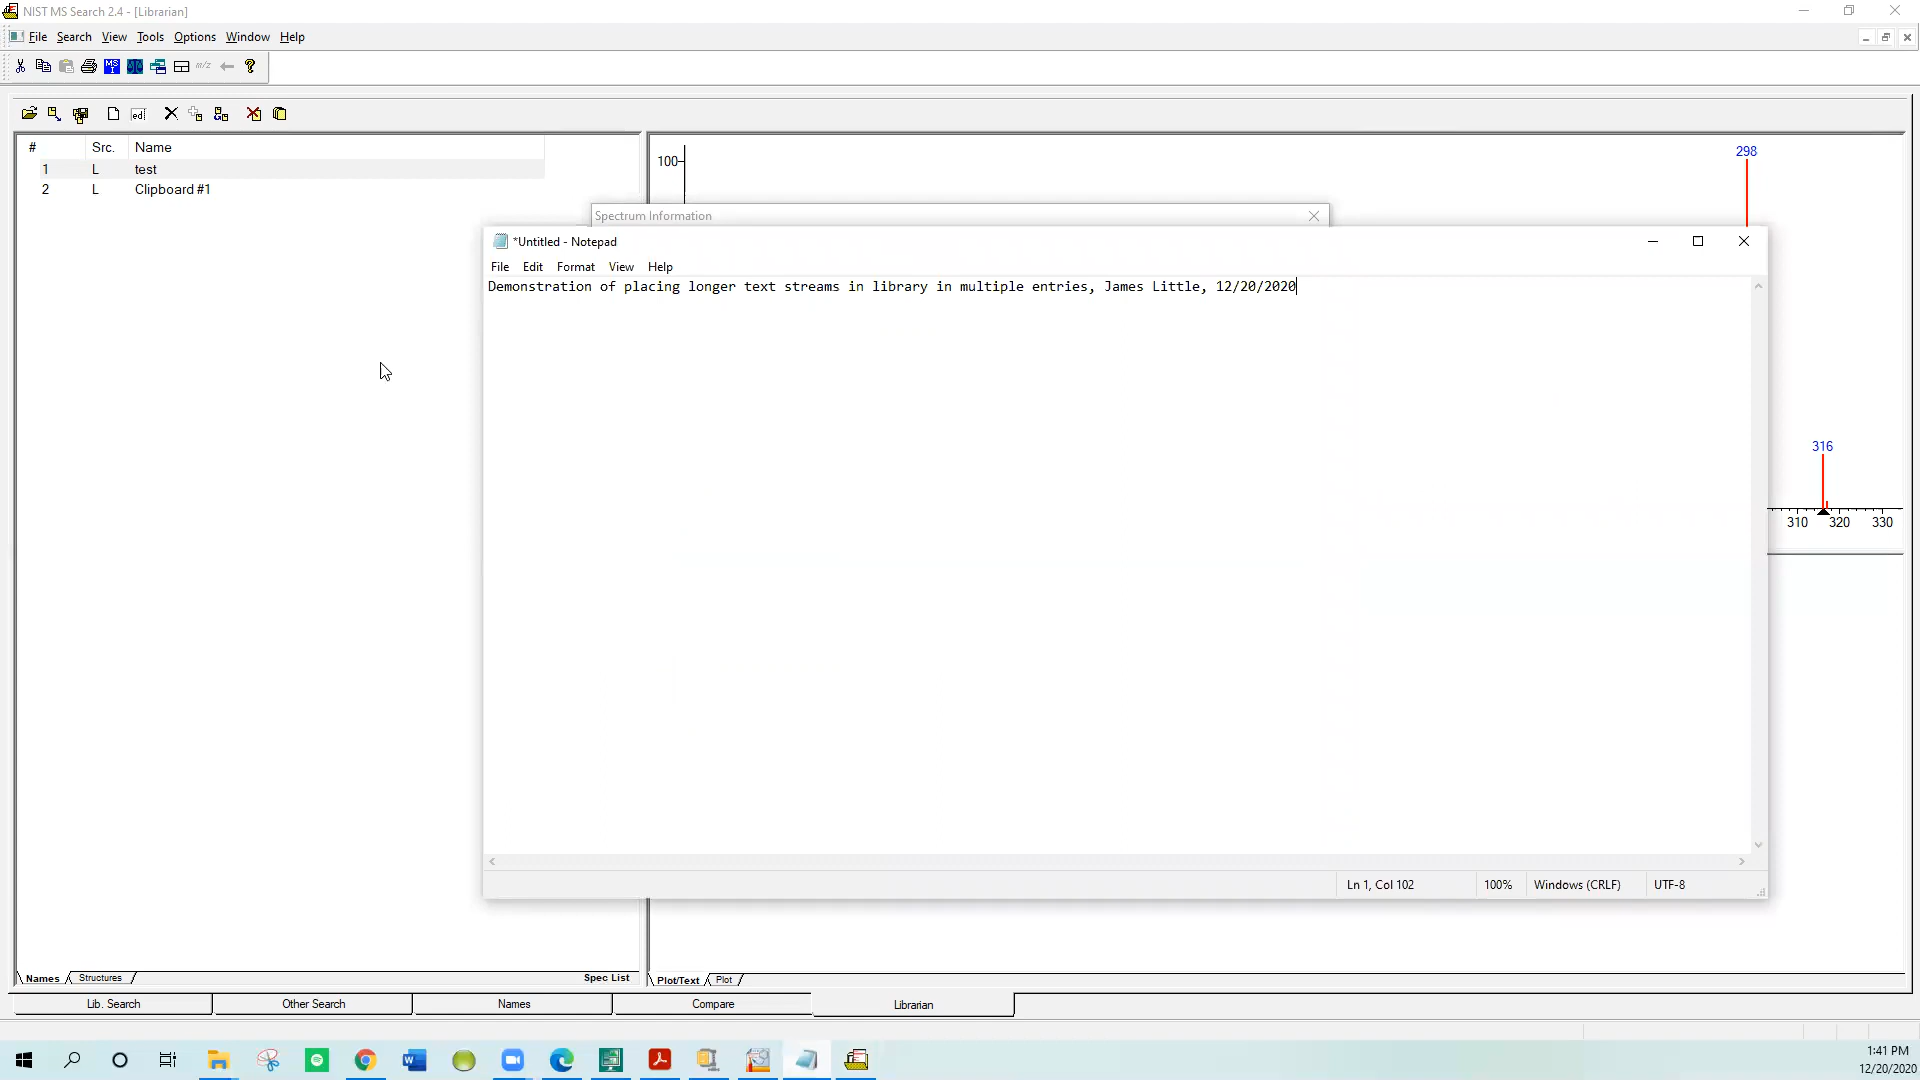 NIST MS Search 2.4 - [Librarian]
File Search View Tools Options Window Help
MS
m/z
?
edi
# Src. Name
1 L test
2 L Clipboard #1
100
298
Spectrum Information
*Untitled - Notepad
File Edit Format View Help
Demonstration of placing longer text streams in library in multiple entries, James Little, 12/20/2020
316
310 320 330
Ln 1, Col 102 100% Windows (CRLF) UTF-8
Names Structures Spec List
Plot/Text Plot
Lib. Search Other Search Names Compare Librarian
1:41 PM
12/20/2020